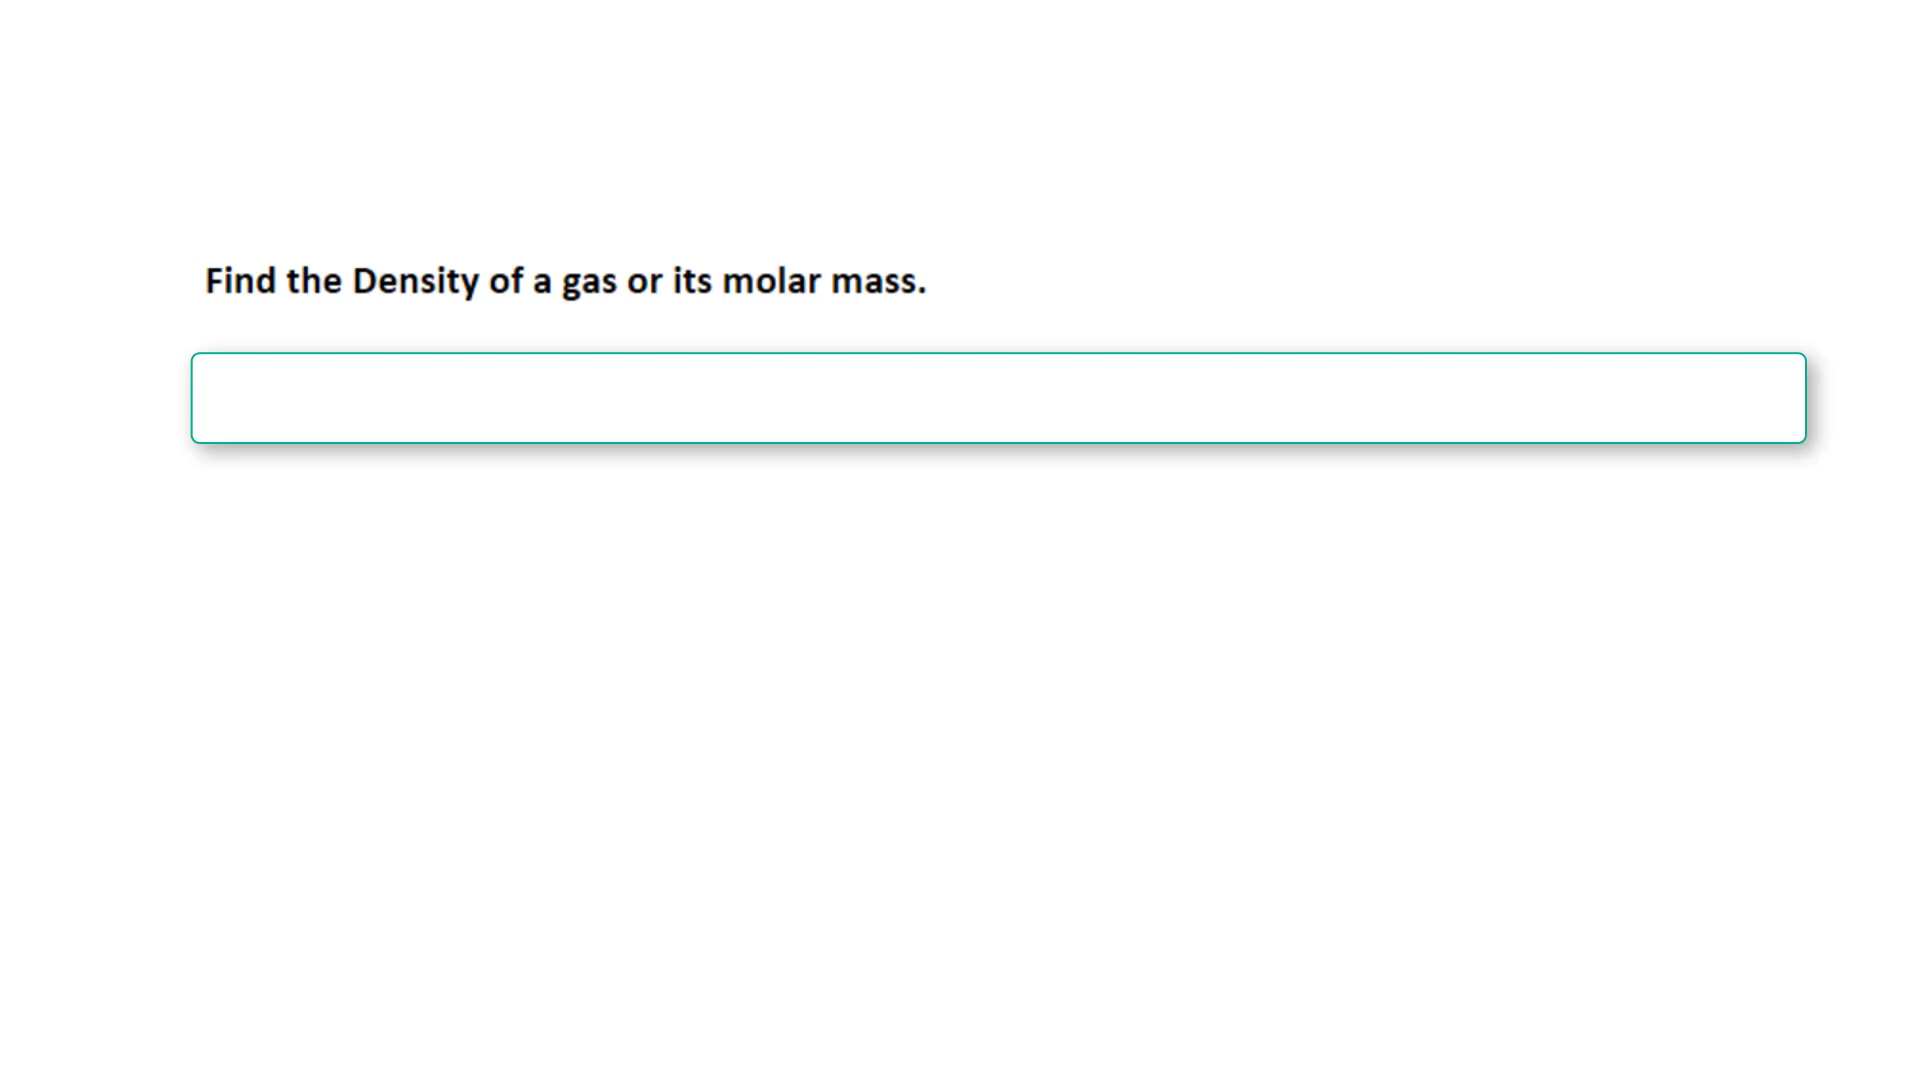 Find the Density of a gas or its molar mass.